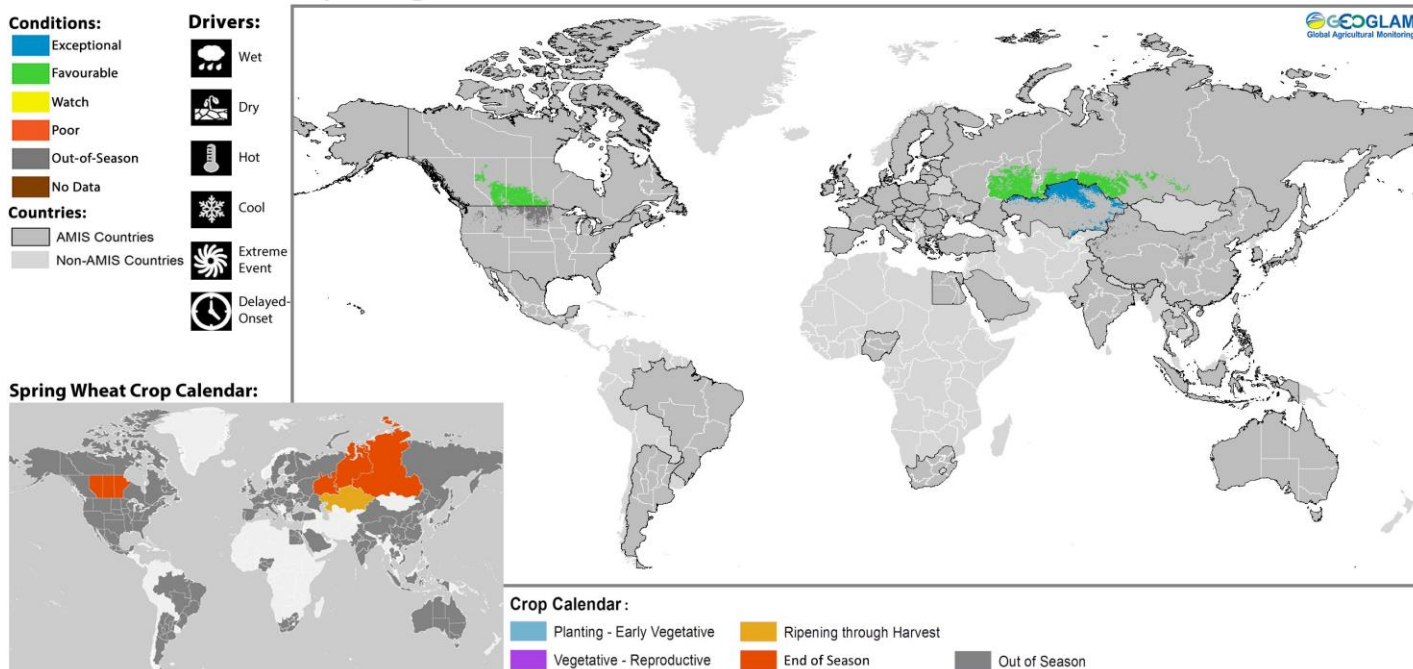 Conditions:
Exceptional
Favourable
Watch
Poor
Out-of-Season
No Data
Countries:
AMIS Countries
Non-AMIS Countries
Drivers:
Wet
Dry
Hot
Cool
Extreme
Event
Delayed-
Onset
GEOGLAM
Global Agricultural Monitoring
Spring Wheat Crop Calendar:
Crop Calendar :
Planting - Early Vegetative
Vegetative - Reproductive
Ripening through Harvest
End of Season
Out of Season